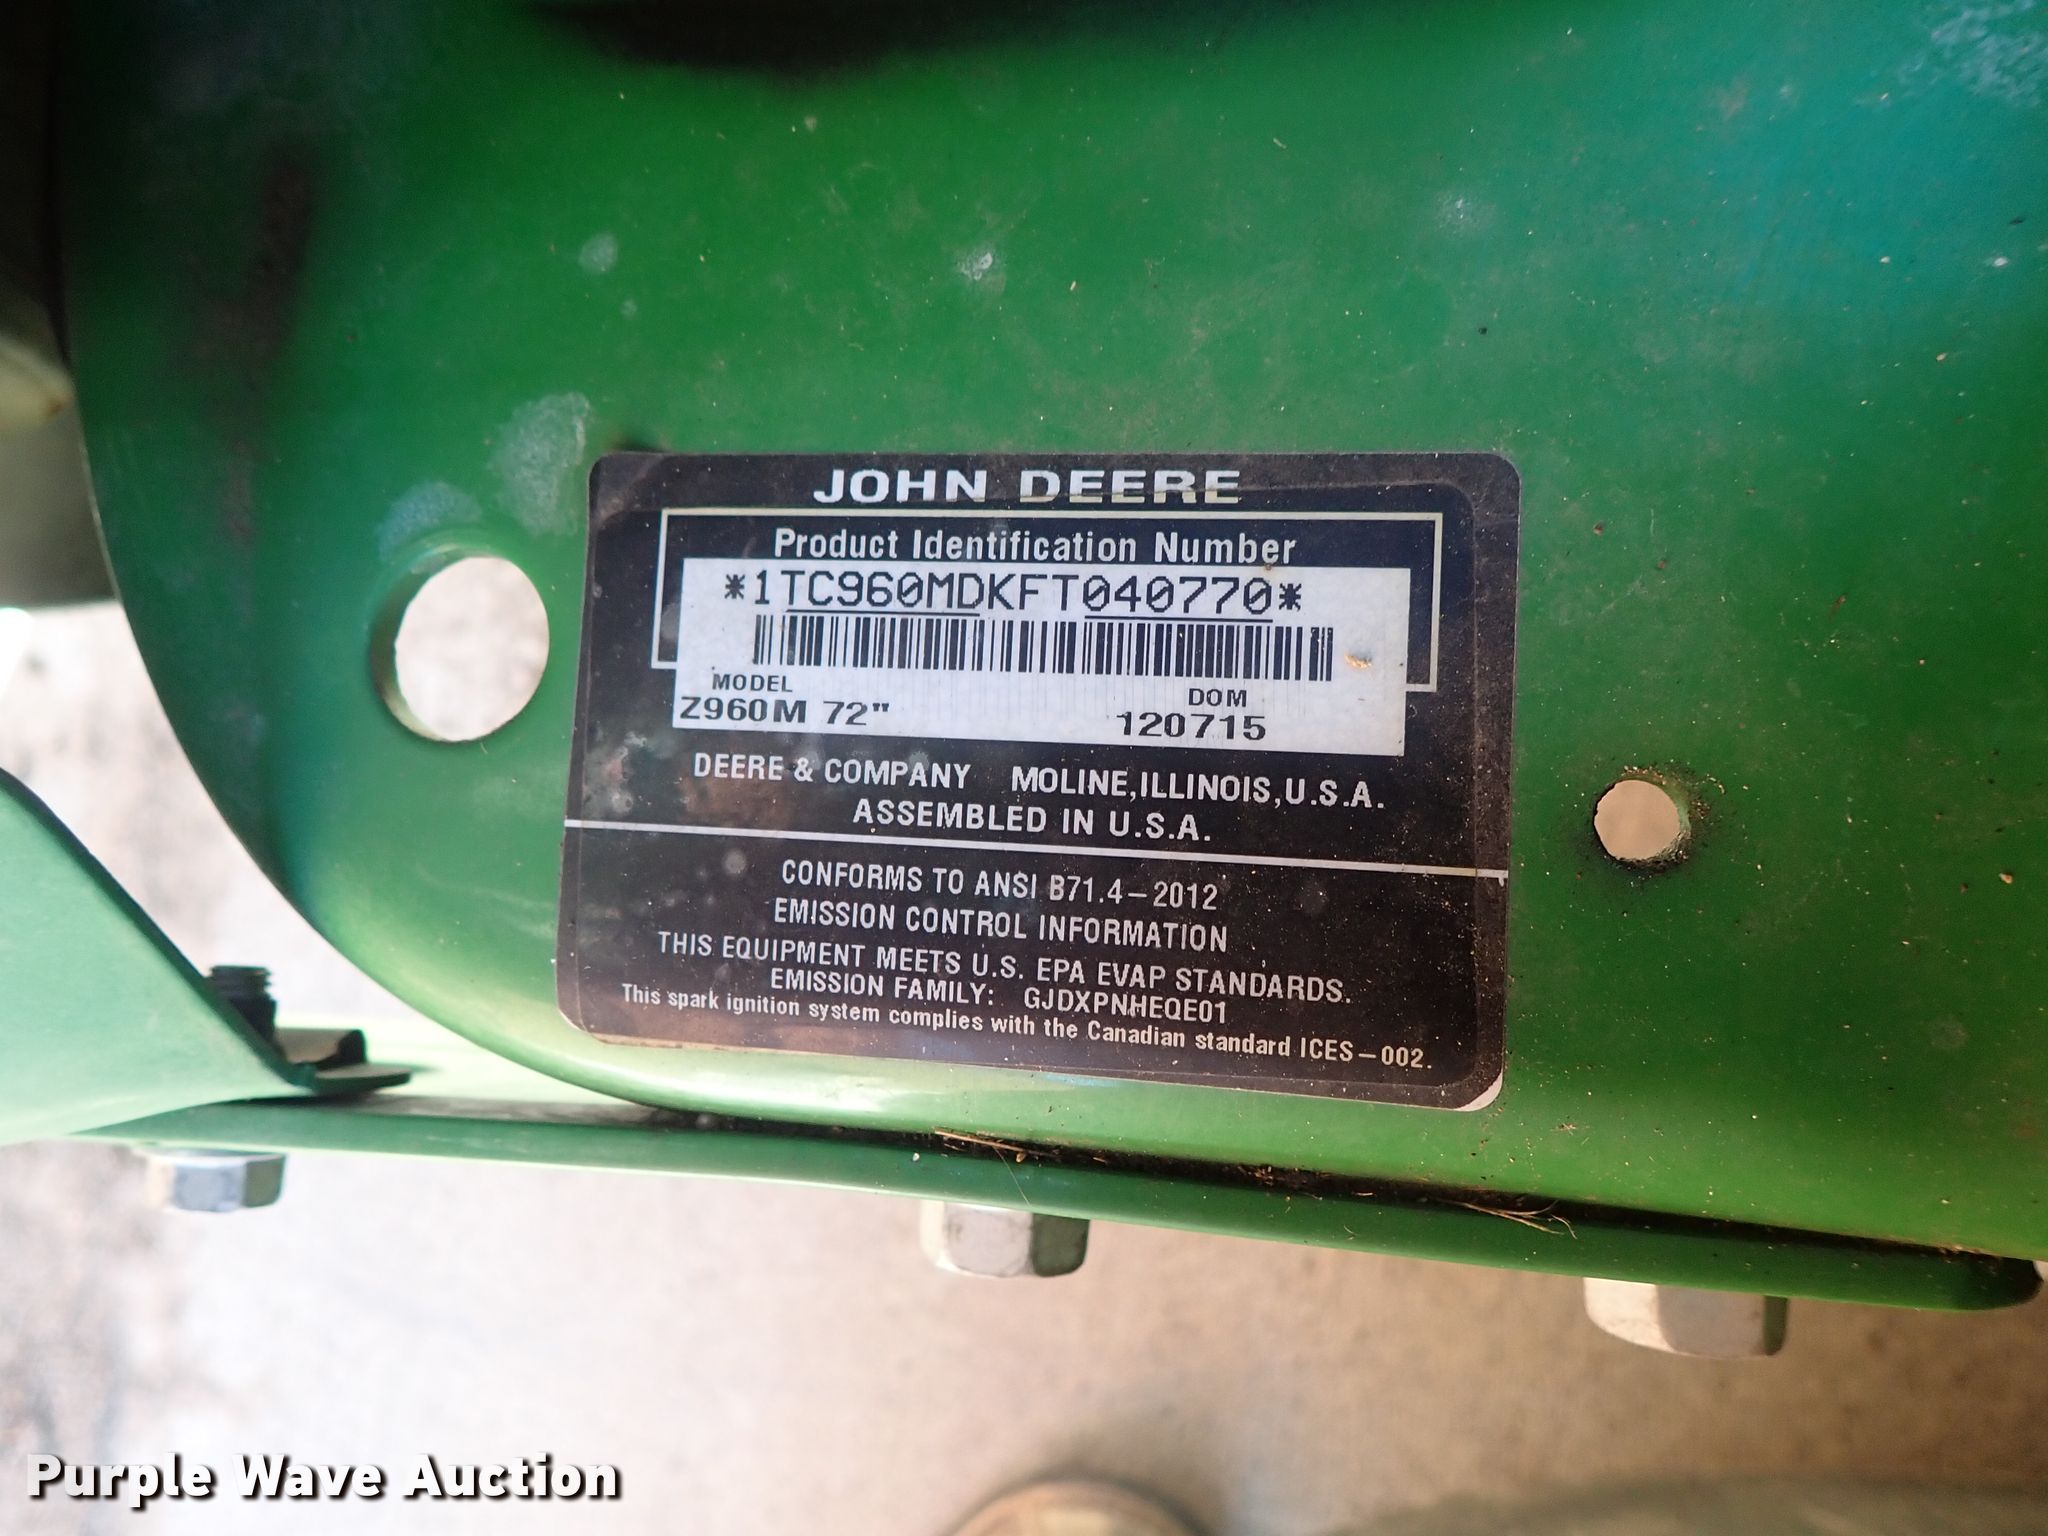 JOHN DEERE
Product Identification Number
*1TC960MDKFT040770*
MODEL DOM
Z960M 72" 120715
DEERE & COMPANY MOLINE, ILLINOIS, U.S.A.
ASSEMBLED IN U.S.A.
CONFORMS TO ANSI B71.4-2012
EMISSION CONTROL INFORMATION
THIS EQUIPMENT MEETS U.S. EPA EVAP STANDARDS.
EMISSION FAMILY: GJDXPNHEQE01
This spark ignition system complies with the Canadian standard ICES-002.
Purple Wave Auction